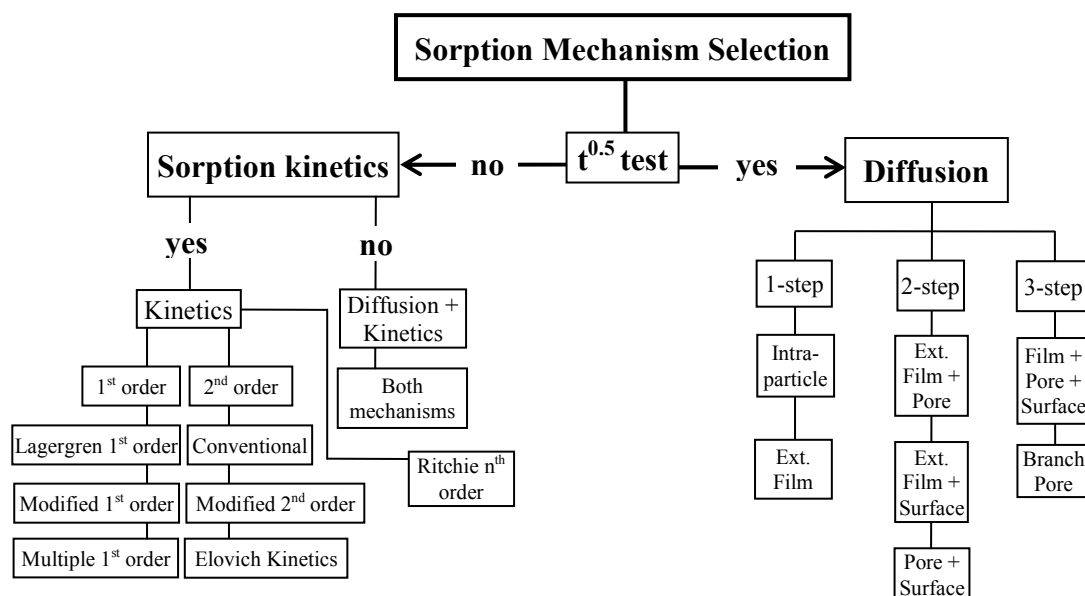 Sorption Mechanism Selection
Sorption kinetics
no
t^0.5 test
yes
Diffusion
yes
no
Kinetics
Diffusion +
Kinetics
Both
mechanisms
1st order
2nd order
Lagergren 1st order
Conventional
Modified 1st order
Modified 2nd order
Multiple 1st order
Elovich Kinetics
Ritchie nth
order
1-step
Intra-
particle
Ext.
Film
2-step
Ext.
Film +
Pore
Ext.
Film +
Surface
Pore +
Surface
3-step
Film +
Pore +
Surface
Branch
Pore